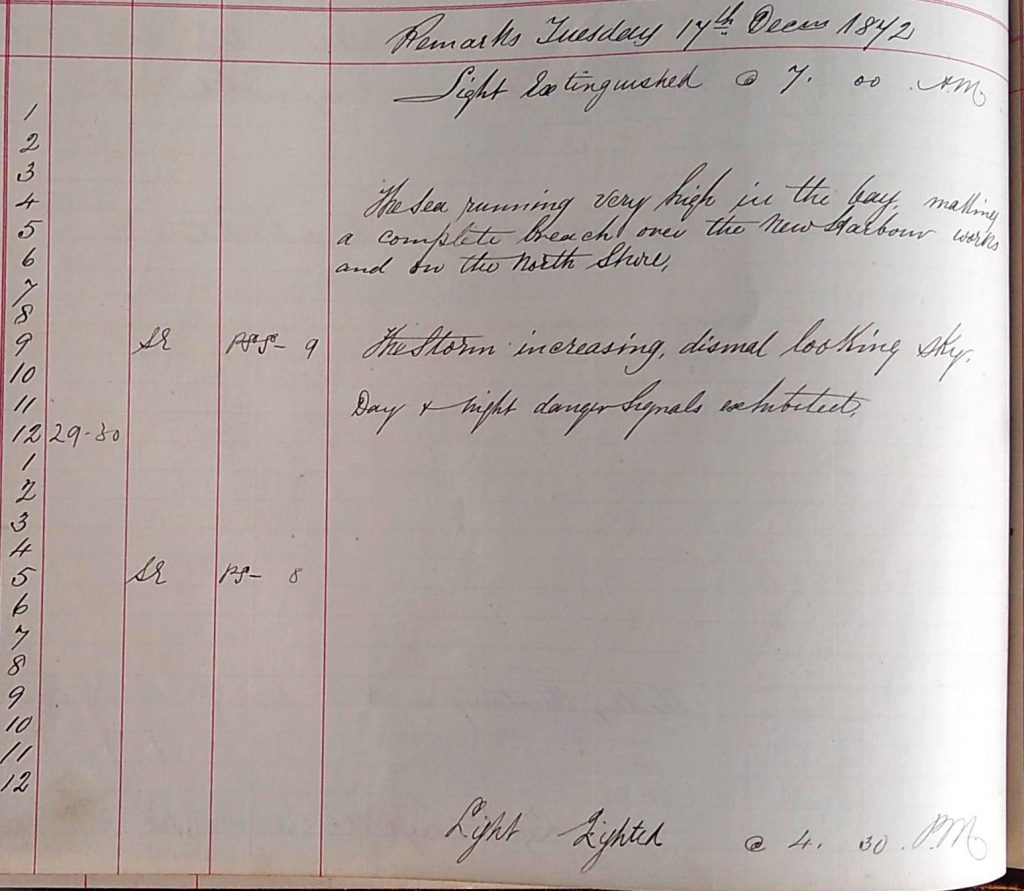 Remarks Tuesday 17th Decm 1872
Light Extinguished @ 7. 00 AM
1
2
3
4 The Sea running very high in the bay, making
5 a complete breach over the New Harbour works
6 and on the North Shore,
7
8
9 SE 9 The Storm increasing, dismal looking sky.
10
11 Day & night danger Signals exhibited.
12 29-30
1
2
3
4
5 SE PS- 8
6
7
8
9
10
11
12
Light Lighted @ 4. 30 P.M.